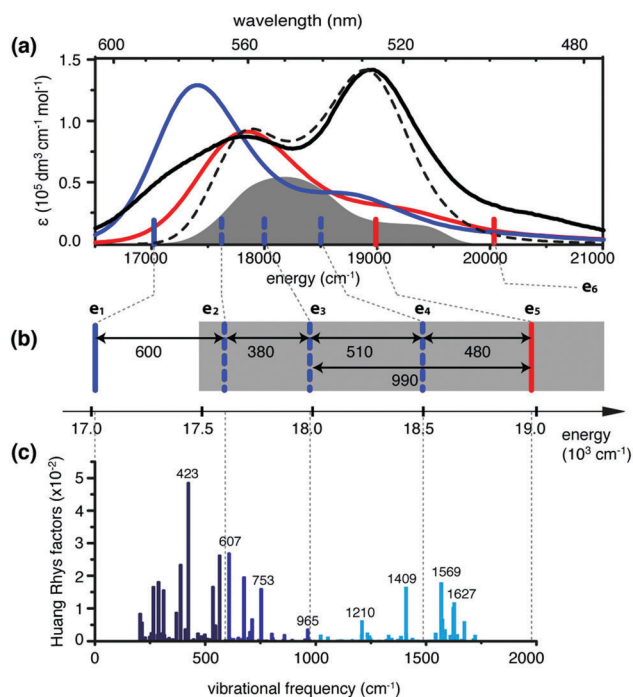 wavelength (nm)
(a)
600 560 520 480
1.5
1.0
0.5
0.0
ε (10⁵ dm³ cm⁻¹ mol⁻¹)
17000 18000 19000 20000 21000
energy (cm⁻¹)
e₆
e₁ e₂ e₃ e₄ e₅
(b)
600 380 510 480
990
17.0 17.5 18.0 18.5 19.0 energy
(10³ cm⁻¹)
(c)
Huang Rhys factors (x10⁻²)
5
4
3
2
1
0
423
607
753
965
1210
1409
1569
1627
0 500 1000 1500 2000
vibrational frequency (cm⁻¹)